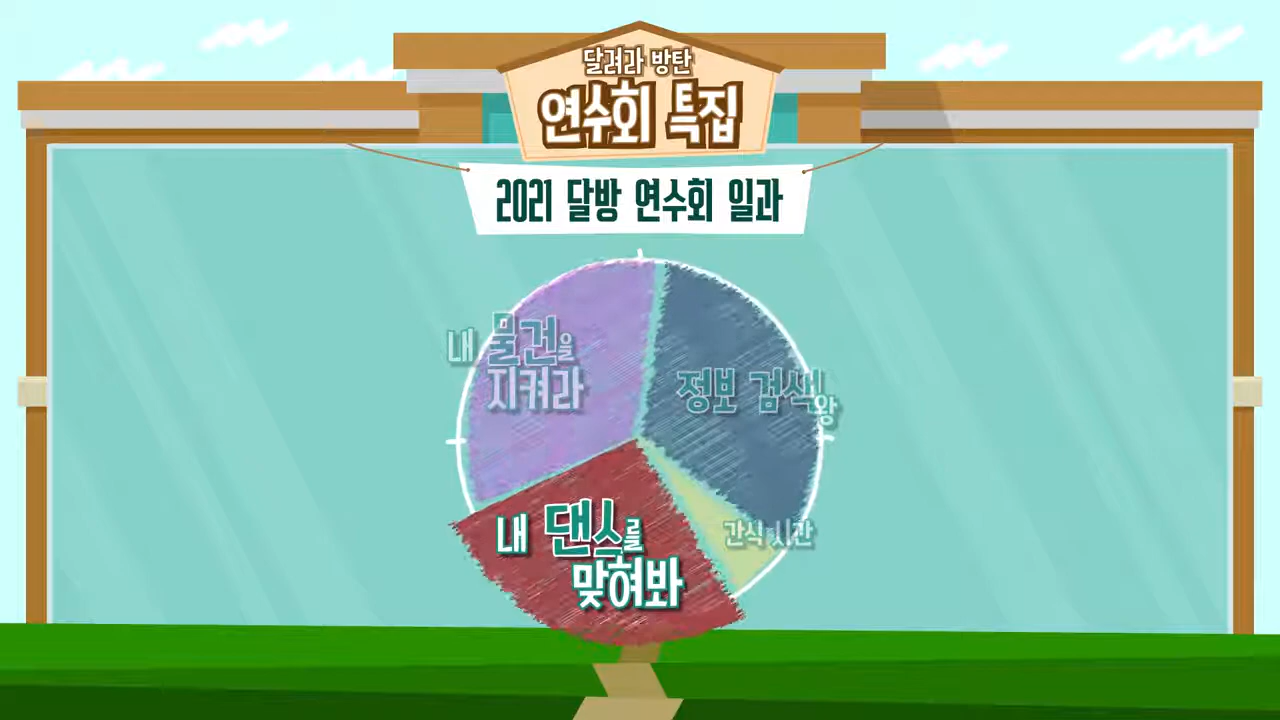 달려라 방탄
연수회 특집
2021 달방 연수회 일과
내 물건을
지켜라
정보 검색왕
간식 시간
내 댄스를
맞혀봐